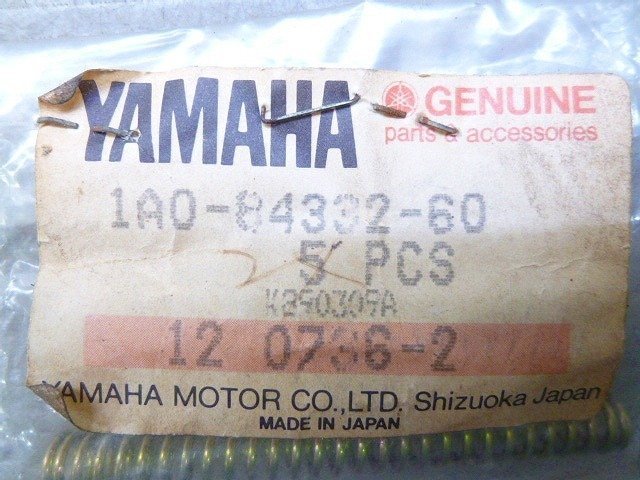 YAMAHA
GENUINE
parts & accessories
1A0-84332-60
5 PCS
K890309A
12 0736-2
YAMAHA MOTOR CO.,LTD. Shizuoka Japan
MADE IN JAPAN